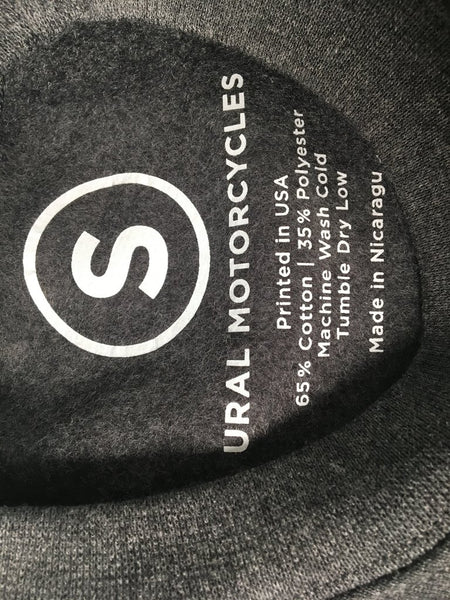 S
URAL MOTORCYCLES
Printed in USA
65% Cotton | 35% Polyester
Machine Wash Cold
Tumble Dry Low
Made in Nicaragu